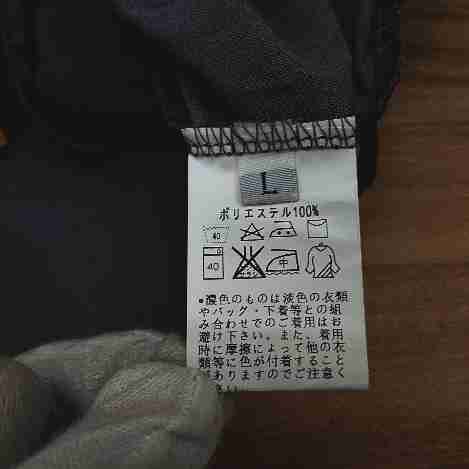 L
ポリエステル100%
40
40 中
•濃色のものは淡色の衣類
やバッグ・下着等との組
み合わせでのご着用はお
避け下さい。また、着用
時に摩擦によって他の衣
類等に色が付着すること
がありますのでご注意く